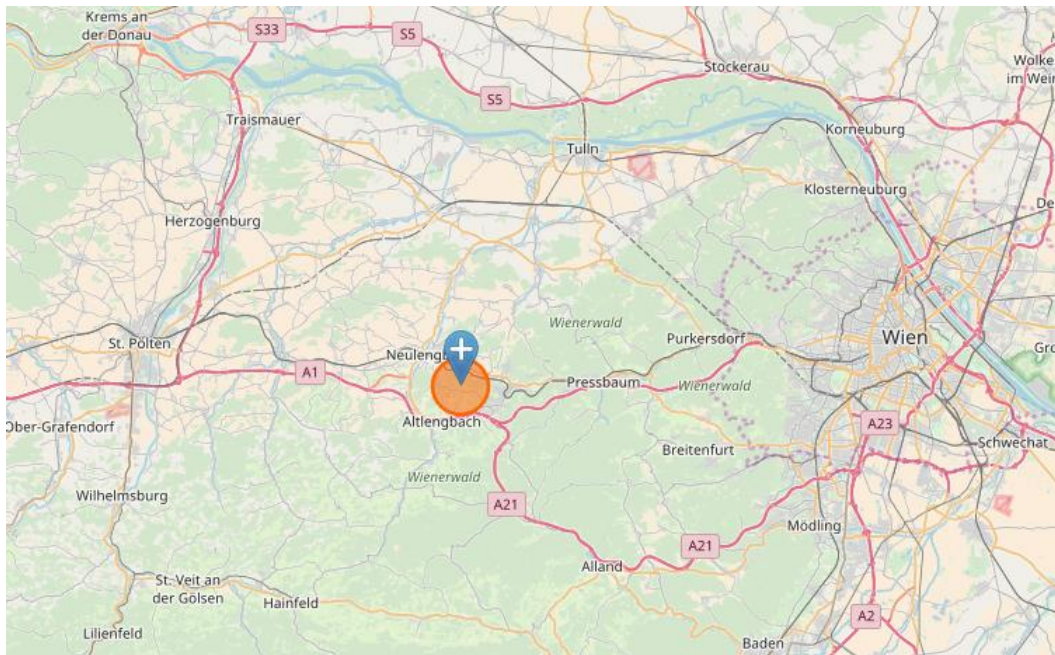 Krems an
der Donau
S33
S5
Stockerau
Wolke
im Wein
S5
Traismauer
Korneuburg
Tulln
Klosterneuburg
De
Herzogenburg
Wienerwald
Purkersdorf
Wien
St. Pölten
Neulengb
Gro
A1
Pressbaum
Wienerwald
Altlengbach
Ober-Grafendorf
A23
Schwechat
Breitenfurt
Wienerwald
Wilhelmsburg
A21
Mödling
A21
Alland
St. Veit an
der Gölsen
Hainfeld
A2
Lilienfeld
Baden